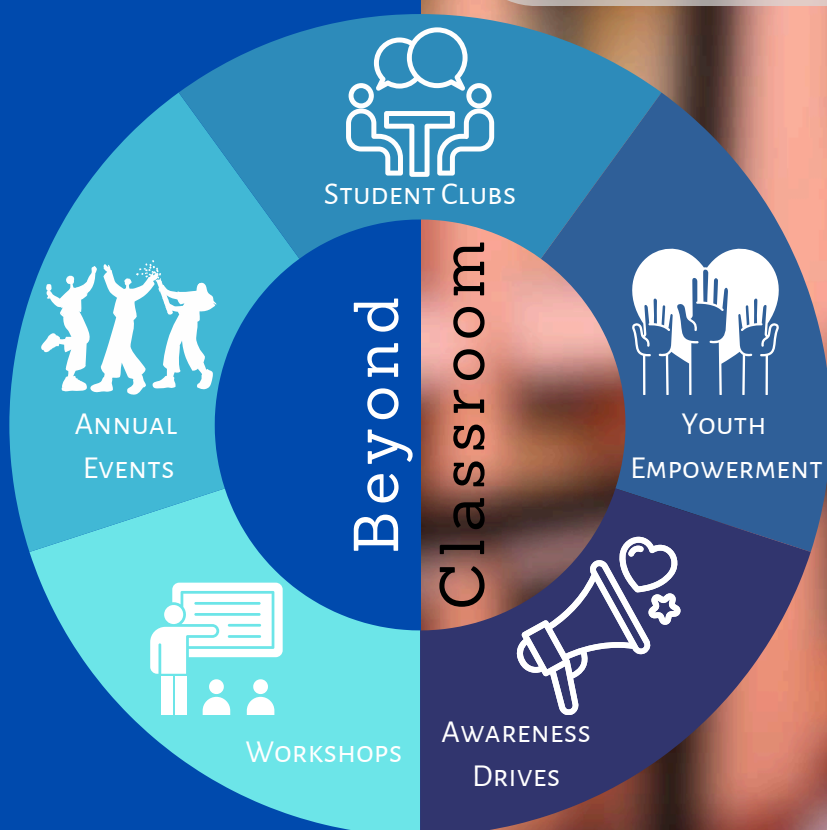 Student Clubs
Beyond
Classroom
Annual
Events
Youth
Empowerment
Workshops
Awareness
Drives